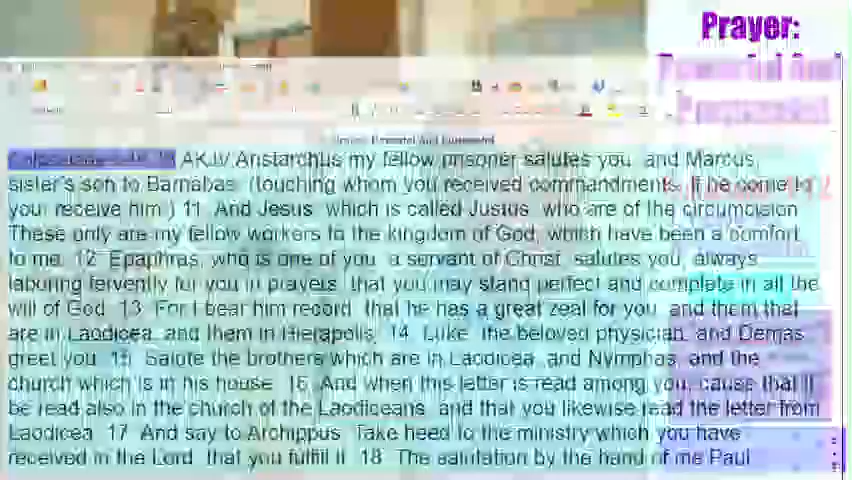 Prayer:
Powerful And
AKJV Aristarchus my fellow prisoner salutes you, and Marcus,
sister's son to Barnabas, (touching whom you received commandments: if he come to
you, receive him;) 11 And Jesus, which is called Justus, who are of the circumcision.
These only are my fellow workers to the kingdom of God, which have been a comfort
to me. 12 Epaphras, who is one of you, a servant of Christ, salutes you, always
laboring fervently for you in prayers, that you may stand perfect and complete in all the
will of God. 13 For I bear him record, that he has a great zeal for you, and them that
are in Laodicea, and them in Hierapolis. 14 Luke, the beloved physician, and Demas,
greet you. 15 Salute the brothers which are in Laodicea, and Nymphas, and the
church which is in his house. 16 And when this letter is read among you, cause that it
be read also in the church of the Laodiceans; and that you likewise read the letter from
Laodicea. 17 And say to Archippus, Take heed to the ministry which you have
received in the Lord, that you fulfill it. 18 The salutation by the hand of me Paul